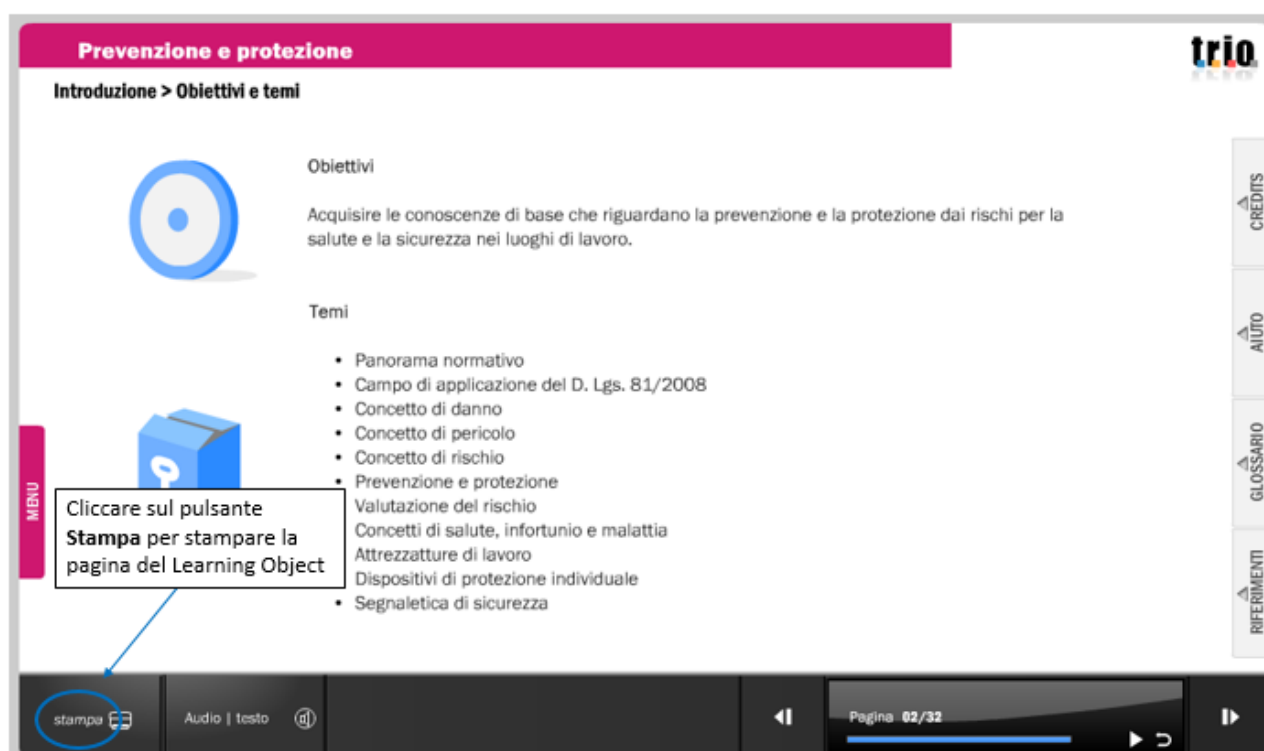 Prevenzione e protezione
trio
Introduzione > Obiettivi e temi
Obiettivi
Acquisire le conoscenze di base che riguardano la prevenzione e la protezione dai rischi per la
salute e la sicurezza nei luoghi di lavoro.
Temi
• Panorama normativo
• Campo di applicazione del D. Lgs. 81/2008
• Concetto di danno
• Concetto di pericolo
• Concetto di rischio
• Prevenzione e protezione
Valutazione del rischio
Concetti di salute, infortunio e malattia
Attrezzature di lavoro
Dispositivi di protezione individuale
• Segnaletica di sicurezza
MENU
Cliccare sul pulsante
Stampa per stampare la
pagina del Learning Object
CREDITS
AIUTO
GLOSSARIO
RIFERIMENTI
stampa
Audio | testo
Pagina 02/32